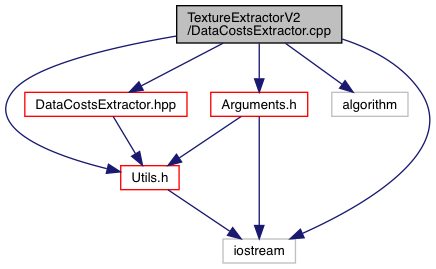 TextureExtractorV2
/DataCostsExtractor.cpp
DataCostsExtractor.hpp
Arguments.h
algorithm
Utils.h
iostream